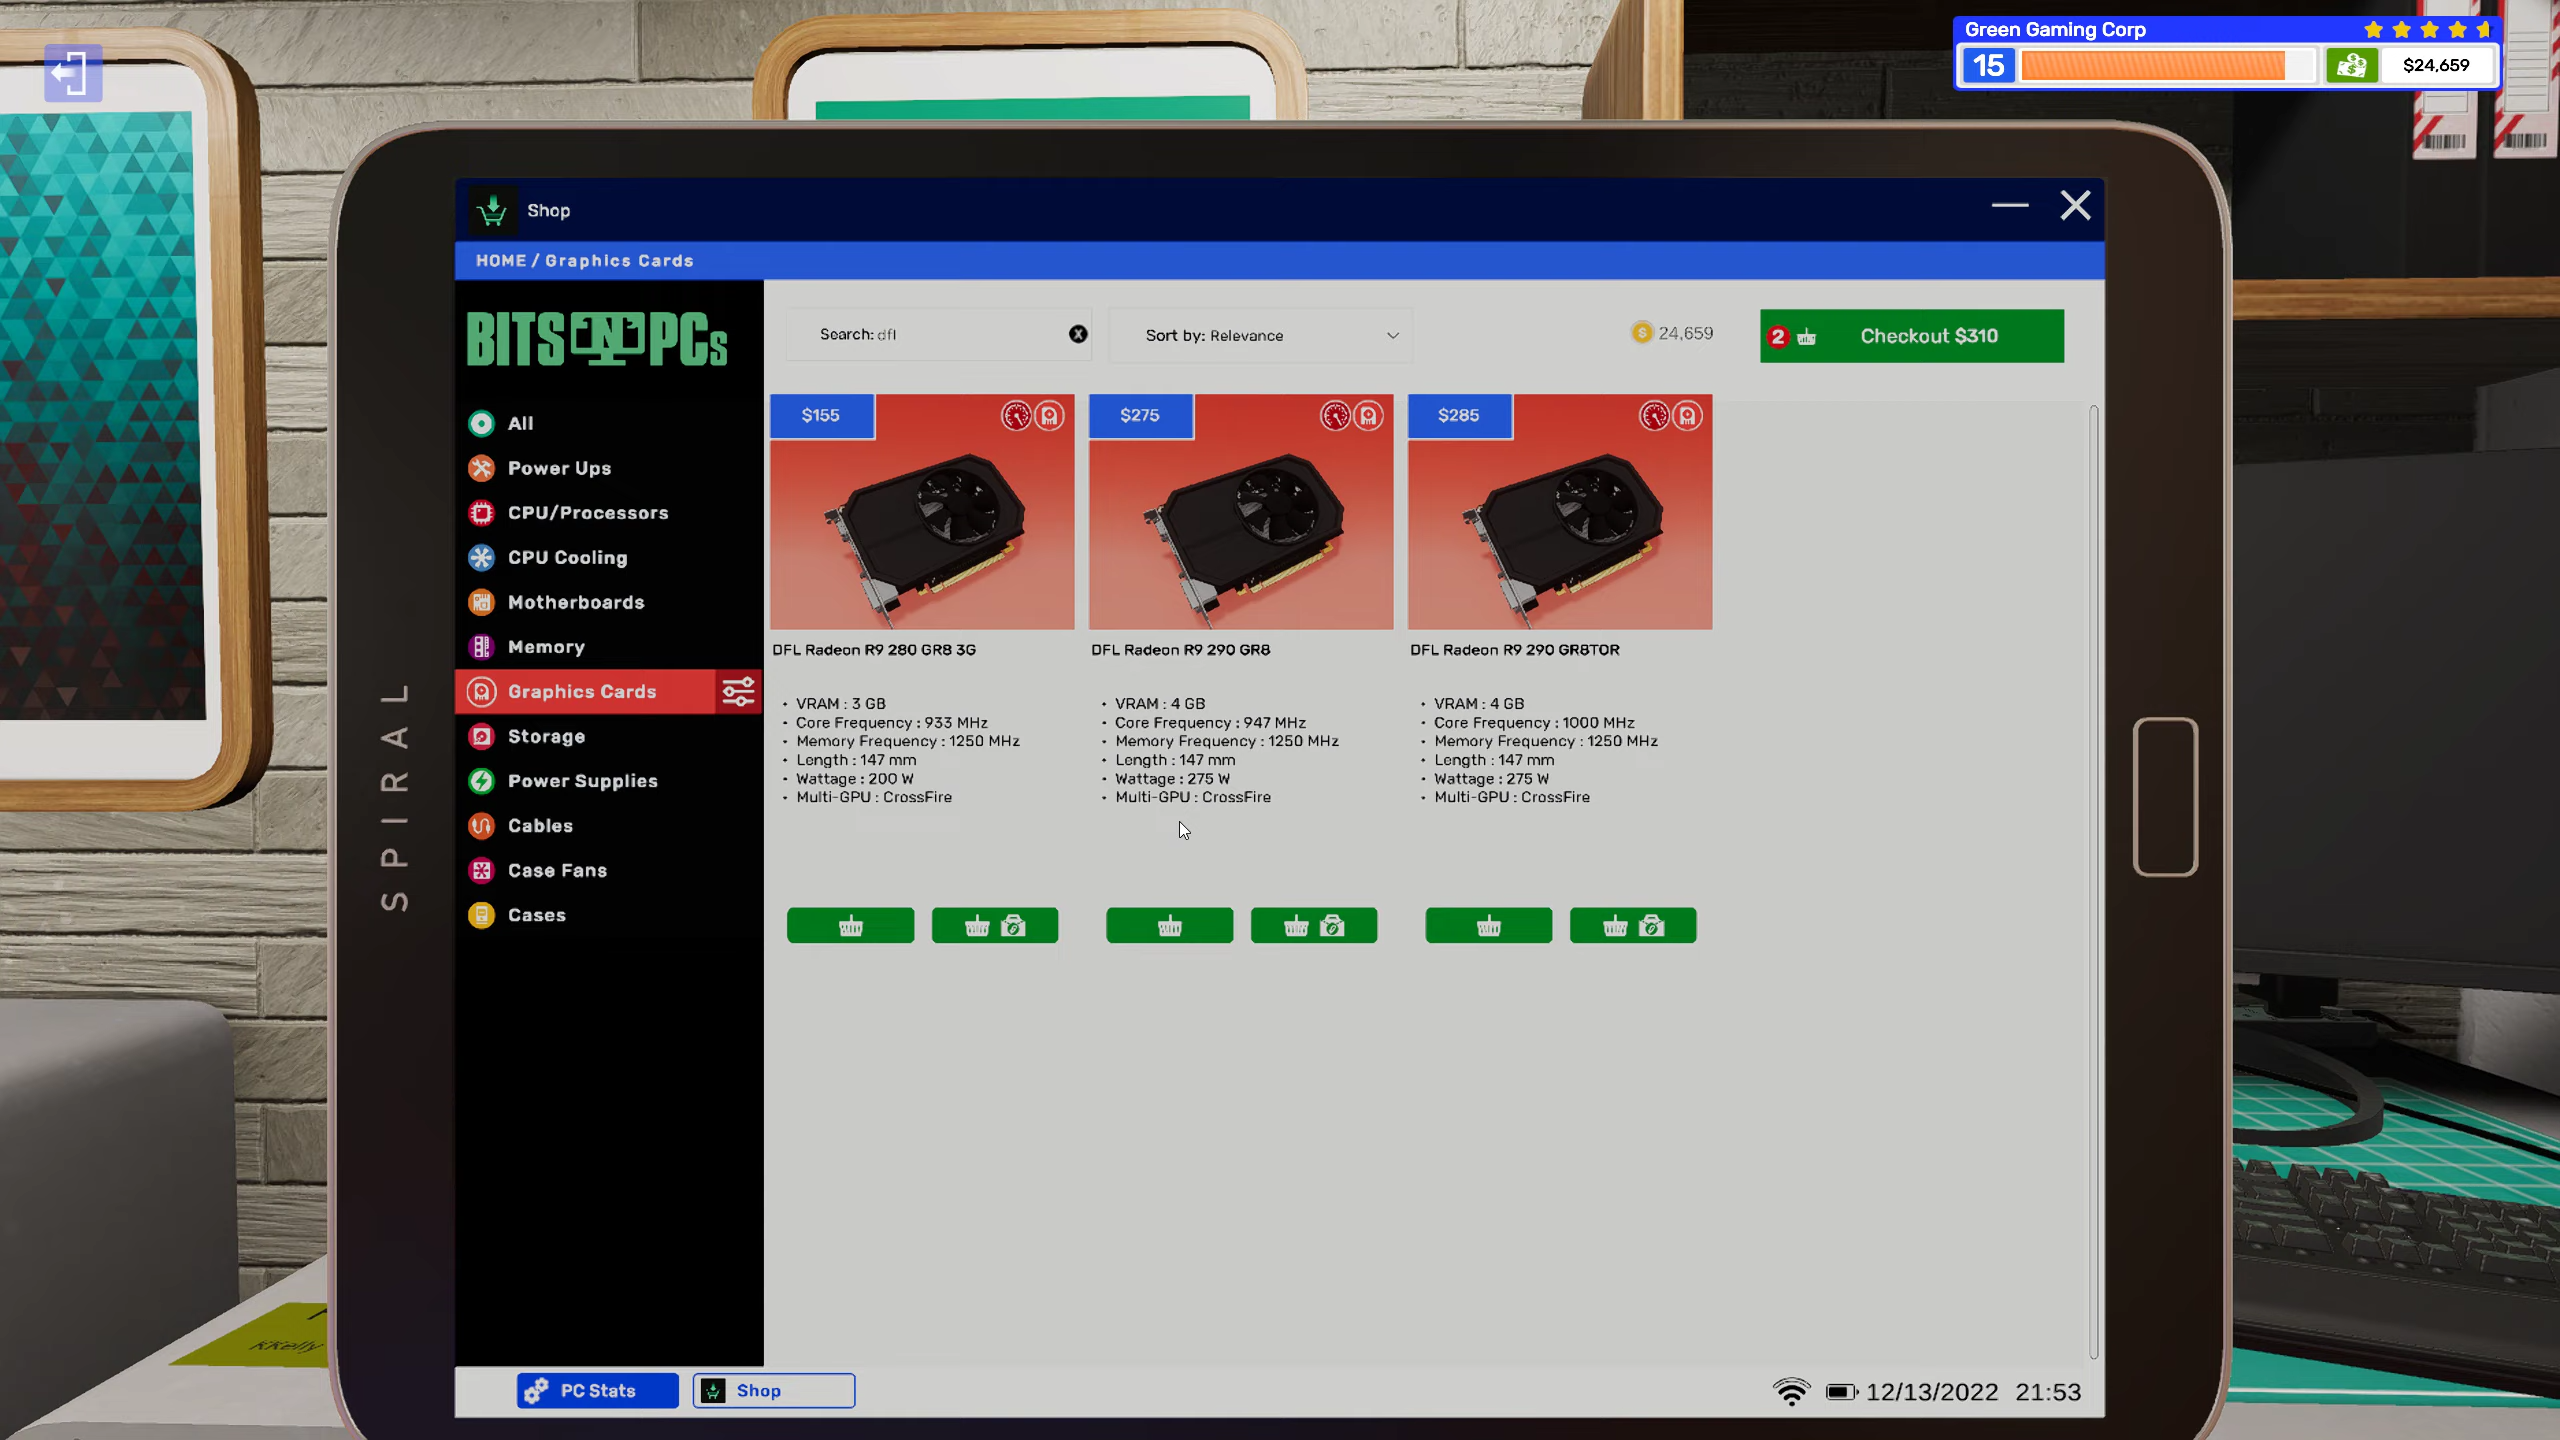 Green Gaming Corp
15
$24,659
Shop
HOME / Graphics Cards
BITS N PCs
Search: dfl
Sort by: Relevance
24,659
2
Checkout $310
All
Power Ups
CPU/Processors
CPU Cooling
Motherboards
Memory
Graphics Cards
Storage
Power Supplies
Cables
Case Fans
Cases
$155
DFL Radeon R9 280 GR8 3G
• VRAM : 3 GB
• Core Frequency : 933 MHz
• Memory Frequency : 1250 MHz
• Length : 147 mm
• Wattage : 200 W
• Multi-GPU : CrossFire
$275
DFL Radeon R9 290 GR8
• VRAM : 4 GB
• Core Frequency : 947 MHz
• Memory Frequency : 1250 MHz
• Length : 147 mm
• Wattage : 275 W
• Multi-GPU : CrossFire
$285
DFL Radeon R9 290 GR8TOR
• VRAM : 4 GB
• Core Frequency : 1000 MHz
• Memory Frequency : 1250 MHz
• Length : 147 mm
• Wattage : 275 W
• Multi-GPU : CrossFire
SPIRAL
KKelly
PC Stats
Shop
12/13/2022 21:53